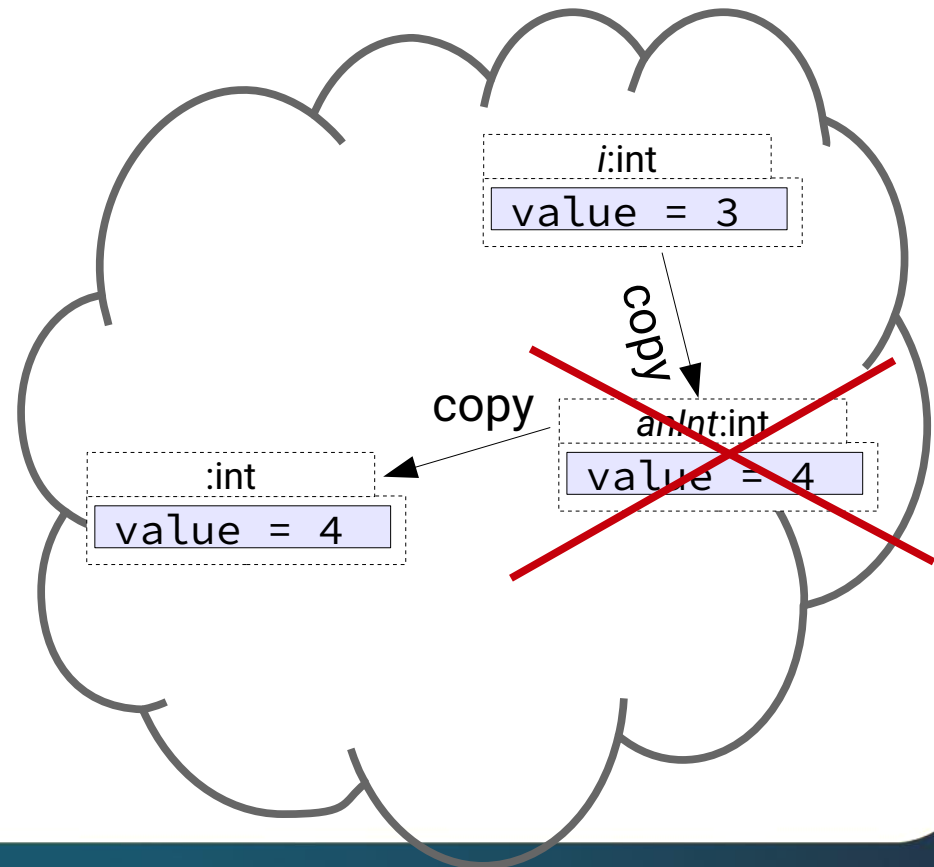 i:int
value = 3
copy
copy
anInt:int
value = 4
:int
value = 4